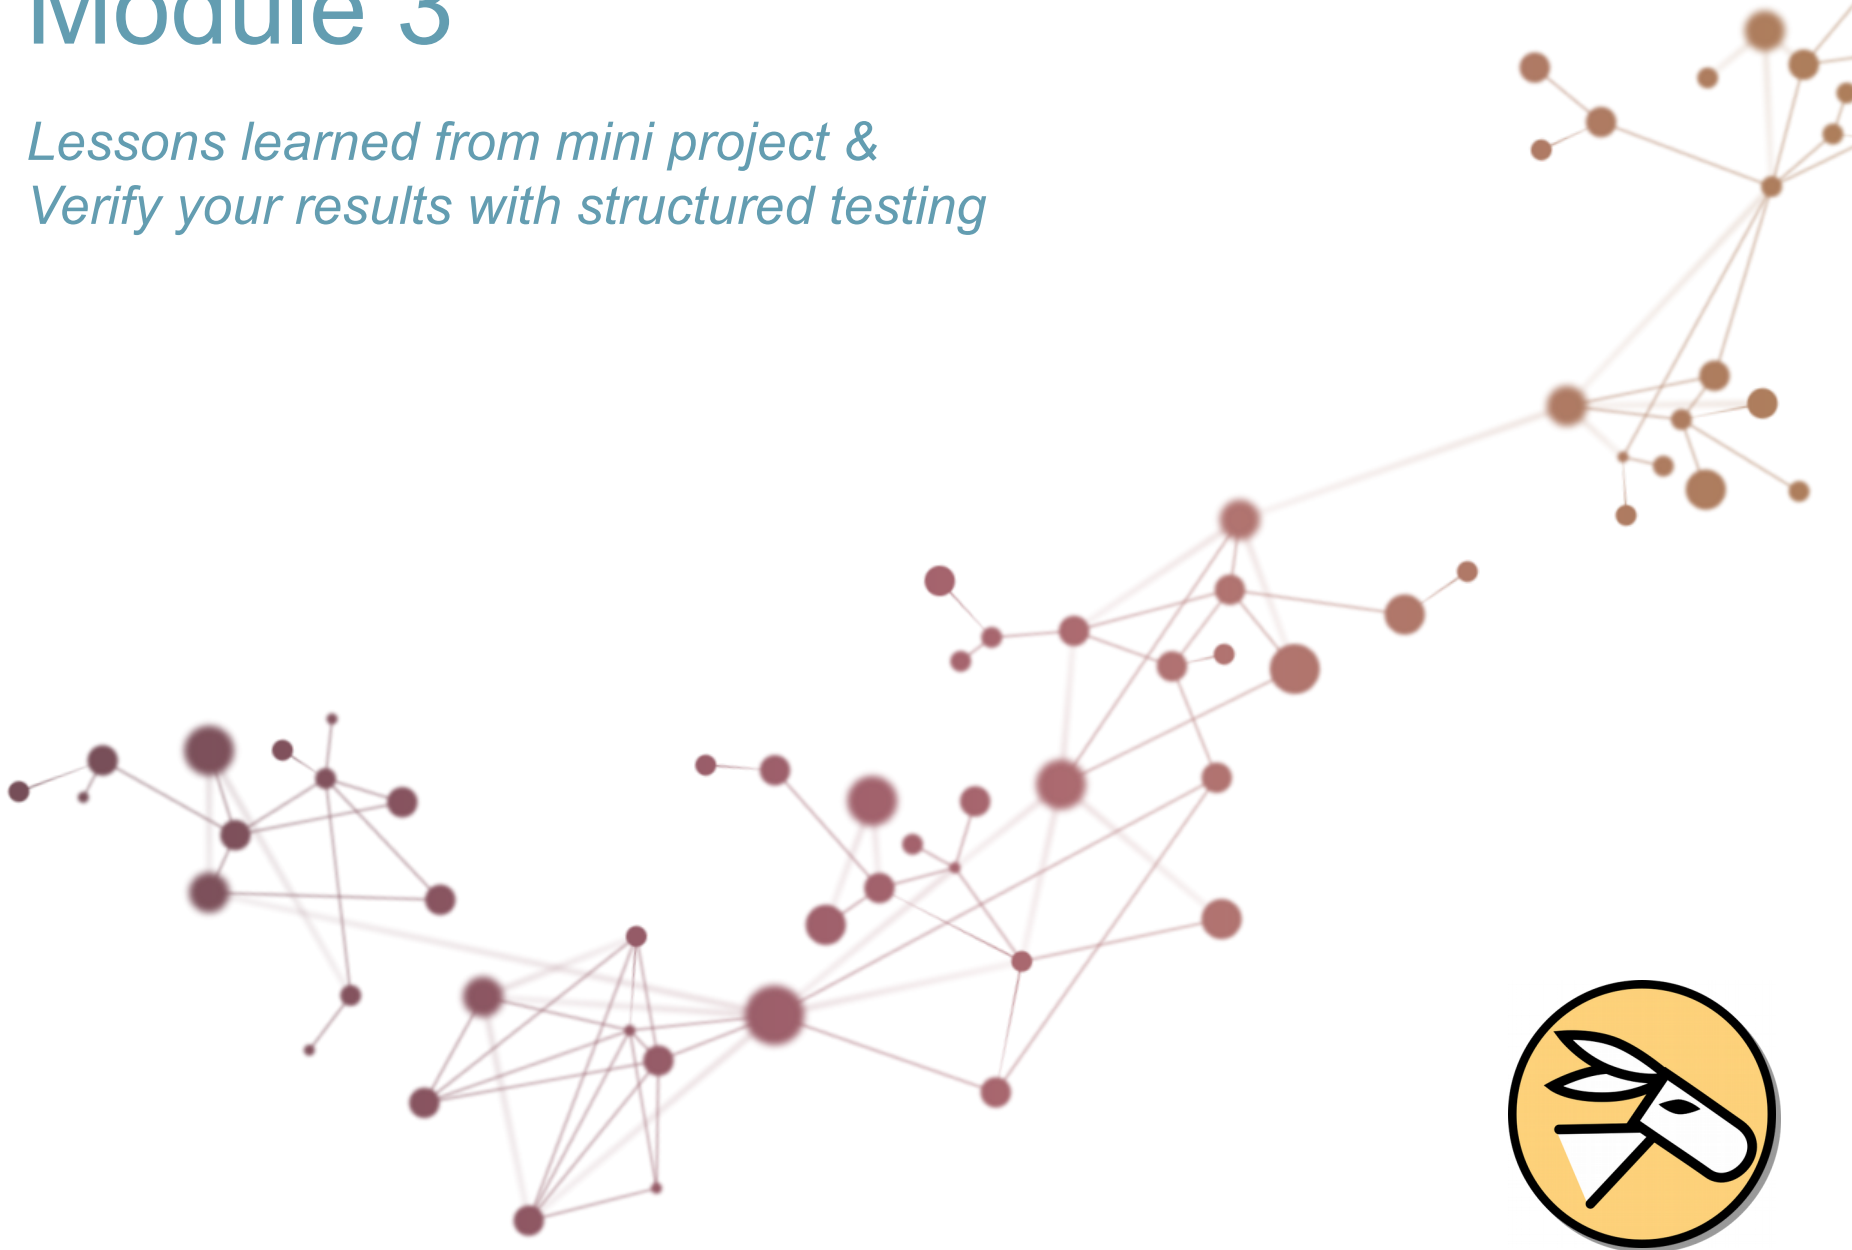 Module 3
Lessons learned from mini project &
Verify your results with structured testing